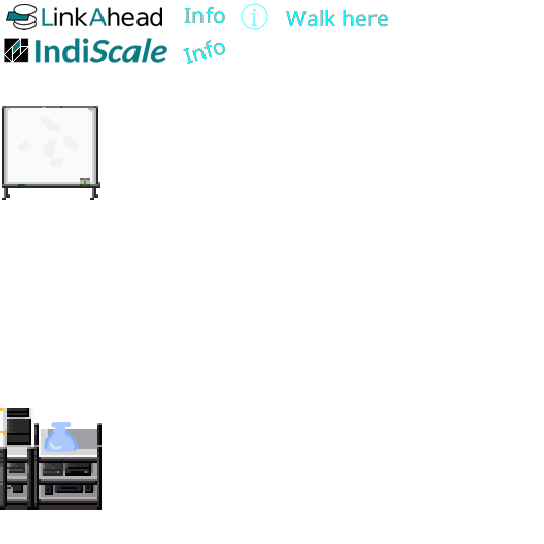 LinkAhead
Info
i
Walk here
IndiScale
Info